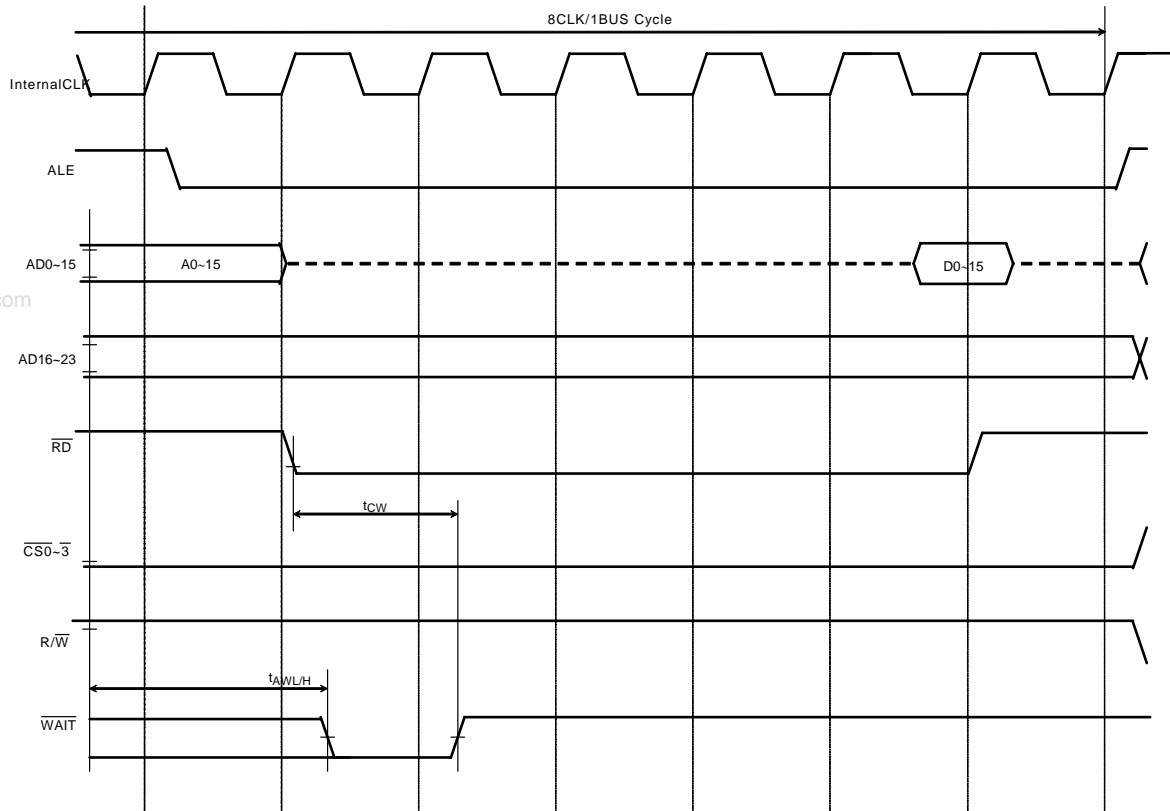 8CLK/1BUS Cycle
InternalCLK
ALE
AD0~15
A0~15
D0~15
com
AD16~23
RD
tCW
CS0~3
R/W
tAWL/H
WAIT